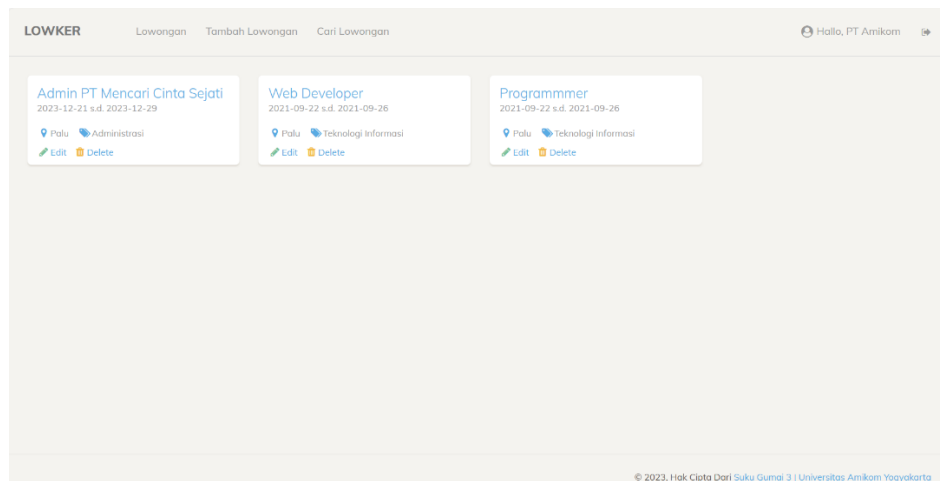 LOWKER Lowongan Tambah Lowongan Cari Lowongan Hallo, PT Amikom
Admin PT Mencari Cinta Sejati
2023-12-21 s.d. 2023-12-29
Palu Administrasi
Edit Delete
Web Developer
2021-09-22 s.d. 2021-09-26
Palu Teknologi Informasi
Edit Delete
Programmmer
2021-09-22 s.d. 2021-09-26
Palu Teknologi Informasi
Edit Delete
© 2023, Hak Cipta Dari Suku Gumai 3 | Universitas Amikom Yogyakarta